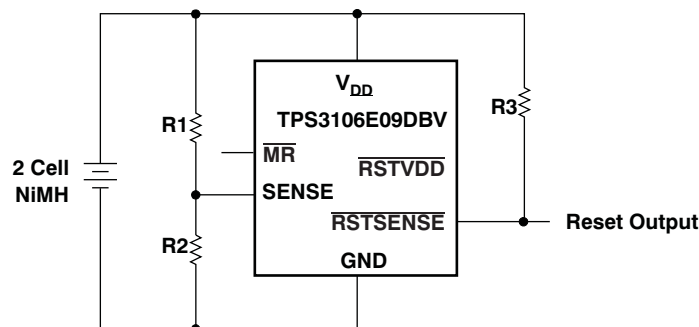 VDD
TPS3106E09DBV
R3
R1
MR
2 Cell
NiMH
RSTVDD
SENSE
RSTSENSE
Reset Output
R2
GND